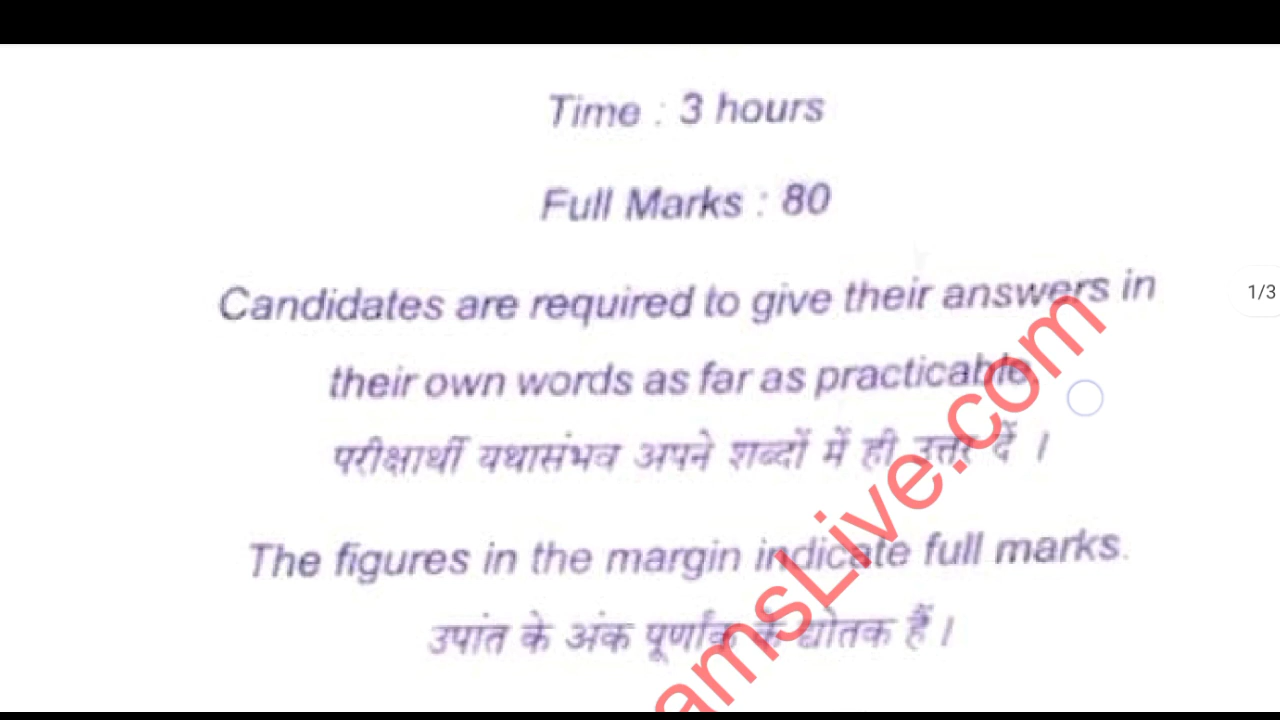 Time : 3 hours
Full Marks : 80
Candidates are required to give their answers in
their own words as far as practicable
परीक्षार्थी यथासंभव अपने शब्दों में ही उत्तर दें ।
The figures in the margin indicate full marks.
उपांत के अंक पूर्णांक के द्योतक हैं ।
amsLive.com
1/3